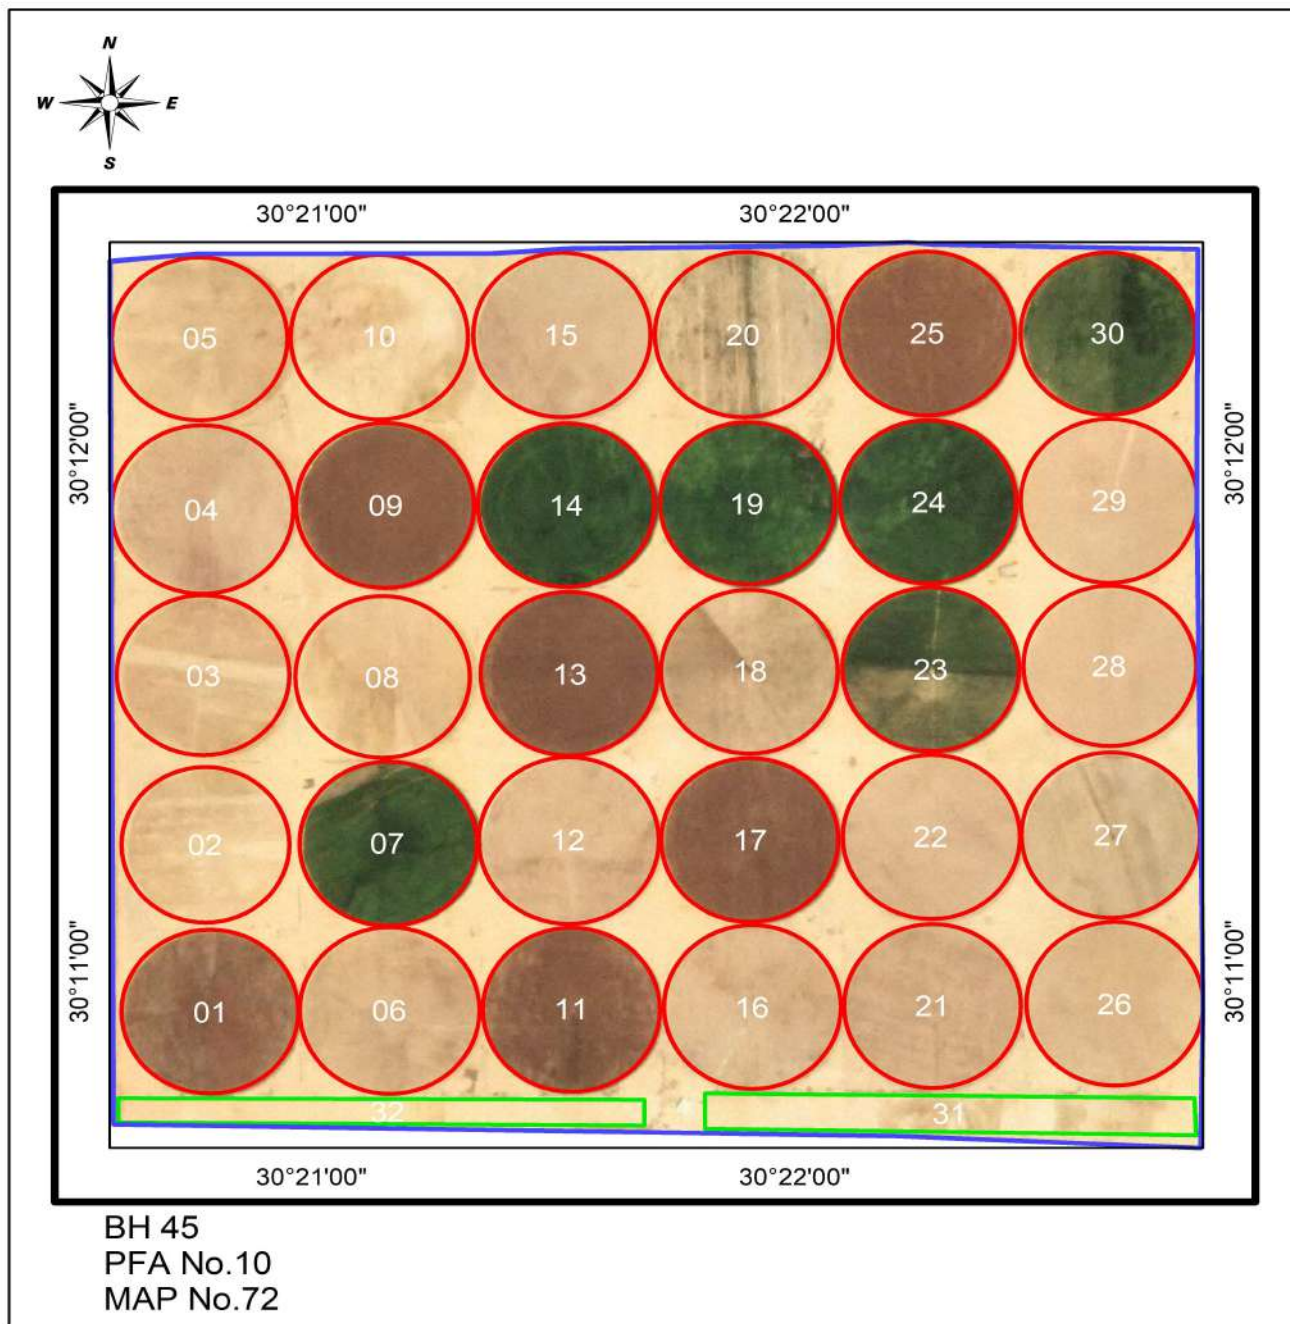 N
W E
S
30°21'00" 30°22'00"
05 10 15 20 25 30
30°12'00" 30°12'00"
04 09 14 19 24 29
03 08 13 18 23 28
02 07 12 17 22 27
30°11'00" 30°11'00"
01 06 11 16 21 26
32 31
30°21'00" 30°22'00"
BH 45
PFA No.10
MAP No.72